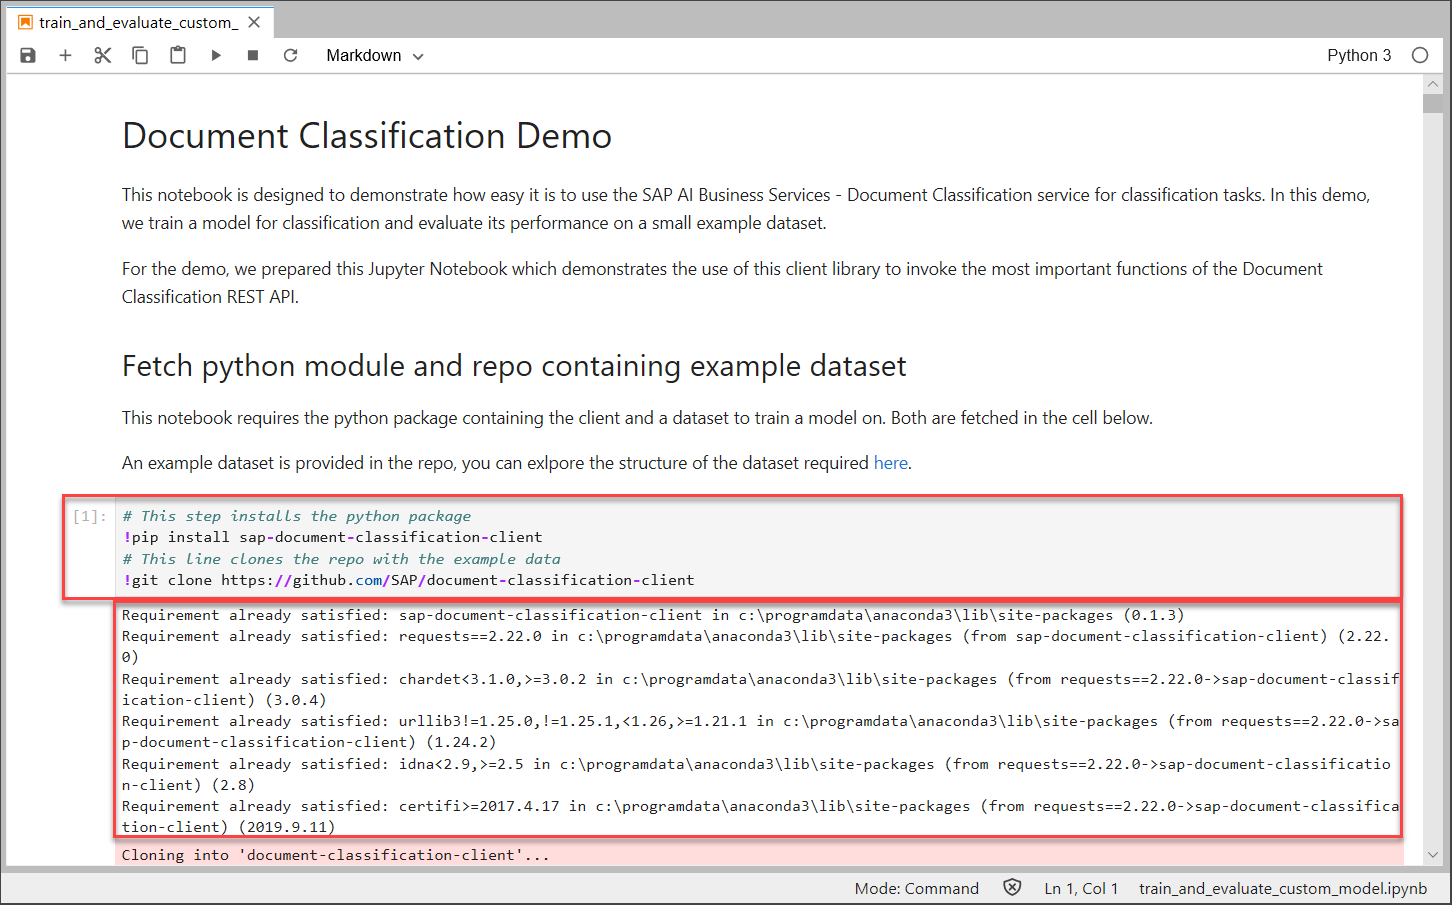 train_and_evaluate_custom_
Markdown
Python 3
Document Classification Demo
This notebook is designed to demonstrate how easy it is to use the SAP AI Business Services - Document Classification service for classification tasks. In this demo,
we train a model for classification and evaluate its performance on a small example dataset.
For the demo, we prepared this Jupyter Notebook which demonstrates the use of this client library to invoke the most important functions of the Document
Classification REST API.
Fetch python module and repo containing example dataset
This notebook requires the python package containing the client and a dataset to train a model on. Both are fetched in the cell below.
An example dataset is provided in the repo, you can exlpore the structure of the dataset required here.
[1]: # This step installs the python package
!pip install sap-document-classification-client
# This line clones the repo with the example data
!git clone https://github.com/SAP/document-classification-client
Requirement already satisfied: sap-document-classification-client in c:\programdata\anaconda3\lib\site-packages (0.1.3)
Requirement already satisfied: requests==2.22.0 in c:\programdata\anaconda3\lib\site-packages (from sap-document-classification-client) (2.22.
0)
Requirement already satisfied: chardet<3.1.0,>=3.0.2 in c:\programdata\anaconda3\lib\site-packages (from requests==2.22.0->sap-document-classif
ication-client) (3.0.4)
Requirement already satisfied: urllib3!=1.25.0,!=1.25.1,<1.26,>=1.21.1 in c:\programdata\anaconda3\lib\site-packages (from requests==2.22.0->sa
p-document-classification-client) (1.24.2)
Requirement already satisfied: idna<2.9,>=2.5 in c:\programdata\anaconda3\lib\site-packages (from requests==2.22.0->sap-document-classificatio
n-client) (2.8)
Requirement already satisfied: certifi>=2017.4.17 in c:\programdata\anaconda3\lib\site-packages (from requests==2.22.0->sap-document-classifica
tion-client) (2019.9.11)
Cloning into 'document-classification-client'...
Mode: Command
Ln 1, Col 1
train_and_evaluate_custom_model.ipynb